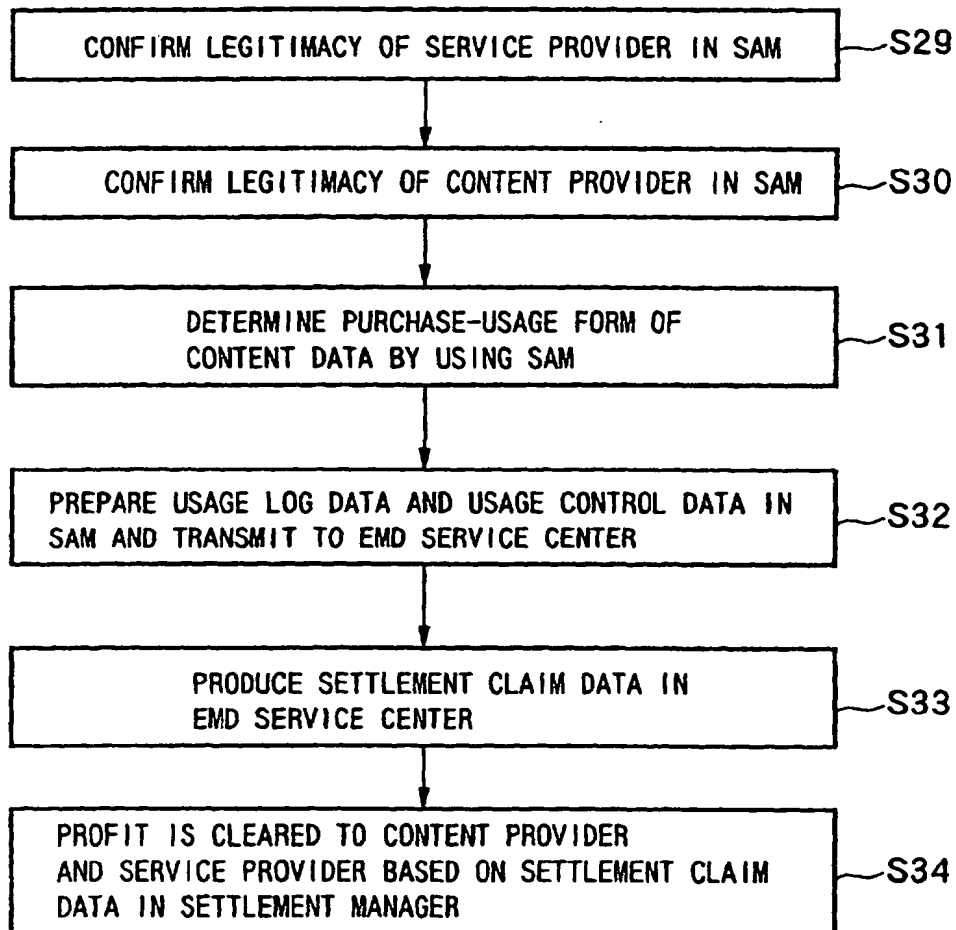 CONFIRM LEGITIMACY OF SERVICE PROVIDER IN SAM
S29
CONFIRM LEGITIMACY OF CONTENT PROVIDER IN SAM
S30
DETERMINE PURCHASE-USAGE FORM OF
CONTENT DATA BY USING SAM
S31
PREPARE USAGE LOG DATA AND USAGE CONTROL DATA IN
SAM AND TRANSMIT TO EMD SERVICE CENTER
S32
PRODUCE SETTLEMENT CLAIM DATA IN
EMD SERVICE CENTER
S33
PROFIT IS CLEARED TO CONTENT PROVIDER
AND SERVICE PROVIDER BASED ON SETTLEMENT CLAIM
DATA IN SETTLEMENT MANAGER
S34